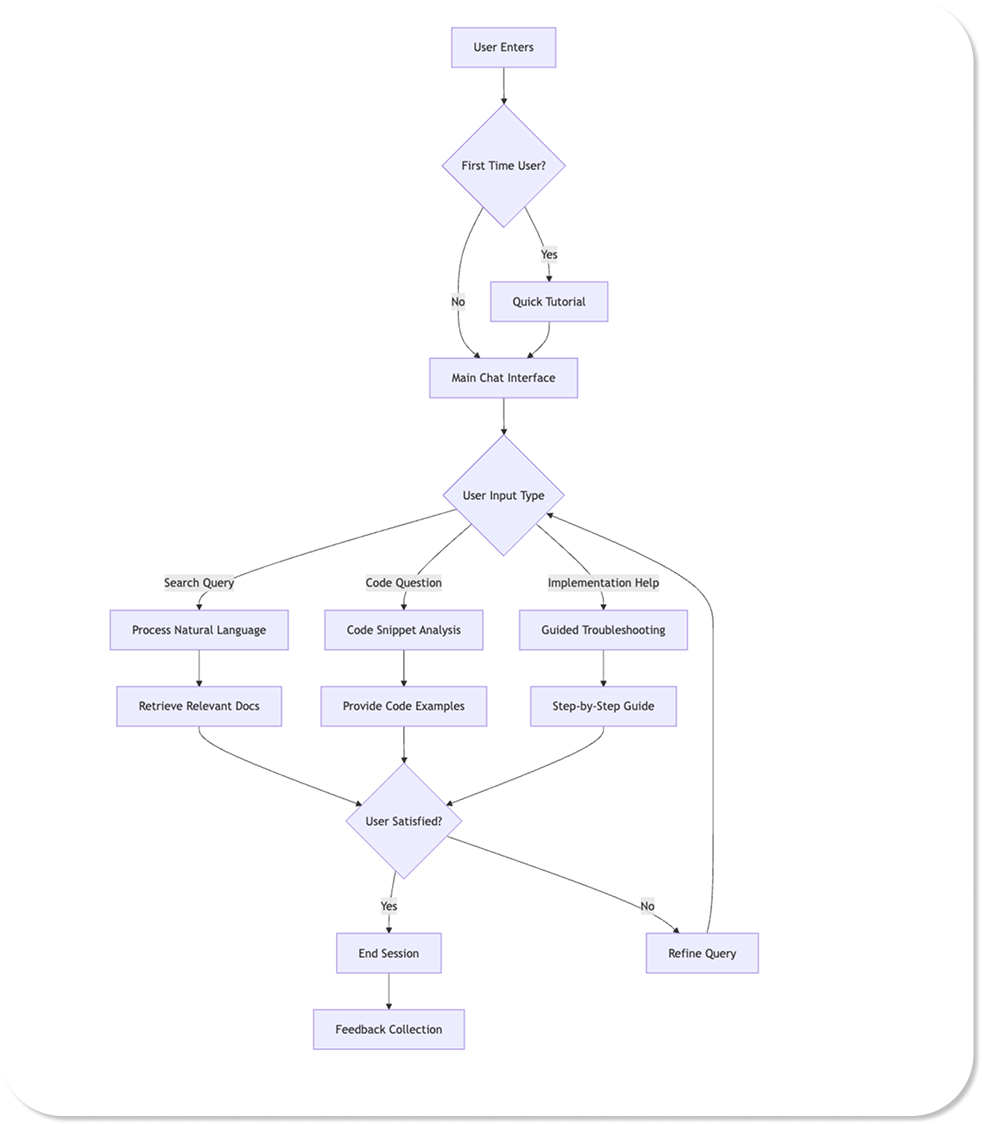 User Enters
First Time User?
Yes
No
Quick Tutorial
Main Chat Interface
User Input Type
Search Query
Code Question
Implementation Help
Process Natural Language
Code Snippet Analysis
Guided Troubleshooting
Retrieve Relevant Docs
Provide Code Examples
Step-by-Step Guide
User Satisfied?
Yes
No
End Session
Refine Query
Feedback Collection